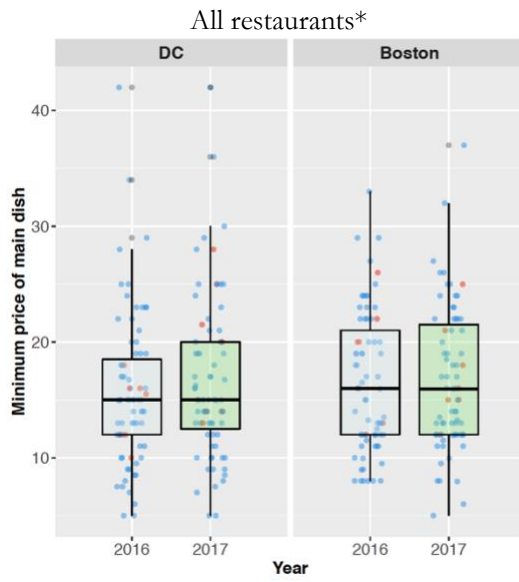 All restaurants*
DC
Boston
Minimum price of main dish
40
30
20
10
2016
2017
2016
2017
Year